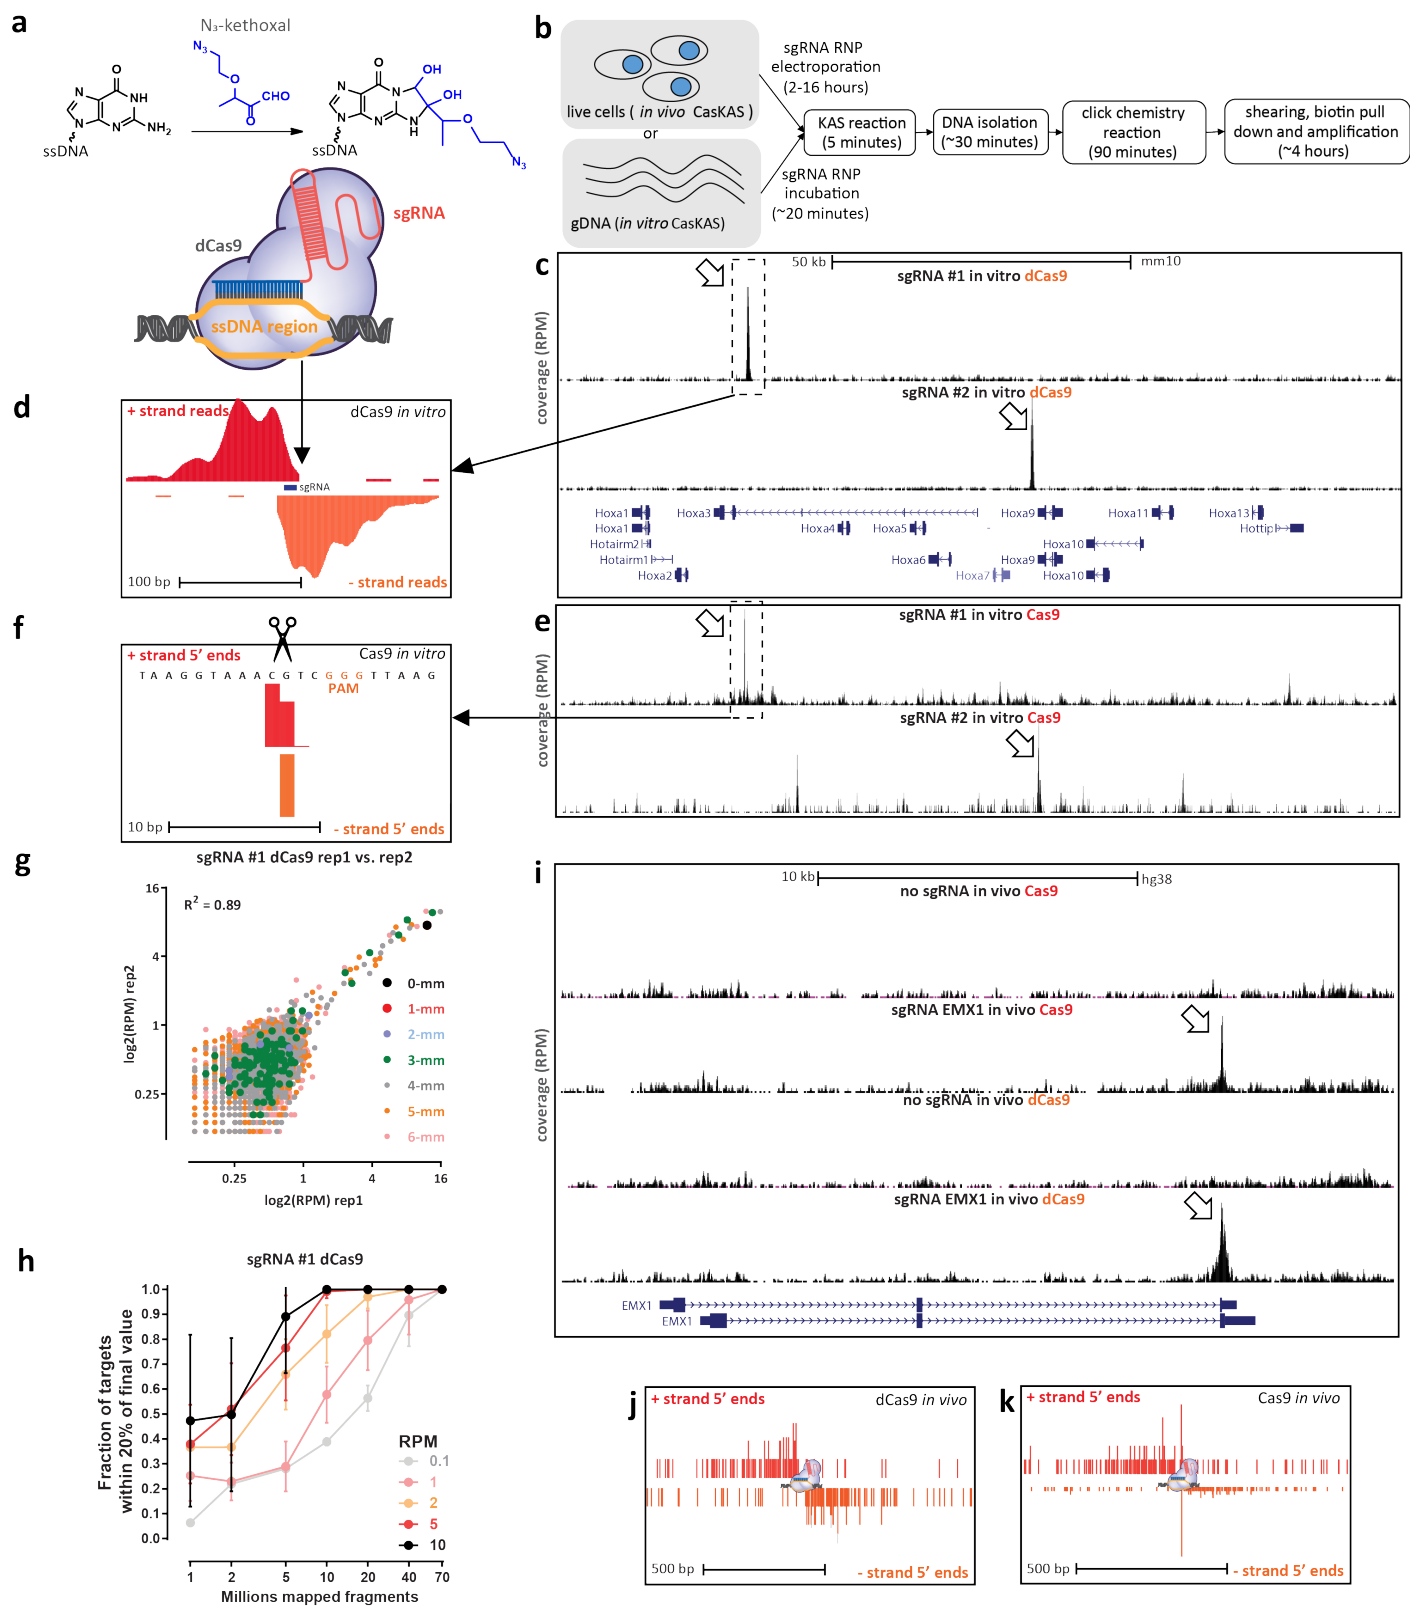 a
N₃-kethoxal
N₃
O
O
CHO
O
N
NH
N
N
NH₂
ssDNA
O
OH
N
N
OH
N
N
N
H
O
N₃
ssDNA
sgRNA
dCas9
ssDNA region
b
live cells ( in vivo CasKAS )
or
gDNA (in vitro CasKAS)
sgRNA RNP
electroporation
(2-16 hours)
sgRNA RNP
incubation
(~20 minutes)
KAS reaction
(5 minutes)
DNA isolation
(~30 minutes)
click chemistry
reaction
(90 minutes)
shearing, biotin pull
down and amplification
(~4 hours)
c
50 kb
mm10
sgRNA #1 in vitro dCas9
coverage (RPM)
sgRNA #2 in vitro dCas9
Hoxa1
Hoxa3
Hoxa9
Hoxa11
Hoxa13
Hoxa1
Hoxa4
Hoxa5
Hottip
Hotairm2
Hoxa10
Hotairm1
Hoxa6
Hoxa9
Hoxa2
Hoxa7
Hoxa10
d
+ strand reads
dCas9 in vitro
sgRNA
100 bp
- strand reads
e
sgRNA #1 in vitro Cas9
coverage (RPM)
sgRNA #2 in vitro Cas9
f
+ strand 5' ends
Cas9 in vitro
T A A G G T A A A C G T C G G G T T A A G
PAM
10 bp
- strand 5' ends
g
sgRNA #1 dCas9 rep1 vs. rep2
R² = 0.89
16
4
1
0.25
log2(RPM) rep2
0-mm
1-mm
2-mm
3-mm
4-mm
5-mm
6-mm
0.25
1
4
16
log2(RPM) rep1
h
sgRNA #1 dCas9
1.0
0.9
0.8
0.7
0.6
0.5
0.4
0.3
0.2
0.1
0.0
Fraction of targets
within 20% of final value
RPM
0.1
1
2
5
10
1
2
5
10
20
40
70
Millions mapped fragments
i
10 kb
hg38
no sgRNA in vivo Cas9
sgRNA EMX1 in vivo Cas9
coverage (RPM)
no sgRNA in vivo dCas9
sgRNA EMX1 in vivo dCas9
EMX1
EMX1
j
+ strand 5' ends
dCas9 in vivo
500 bp
- strand 5' ends
k
+ strand 5' ends
Cas9 in vivo
500 bp
- strand 5' ends